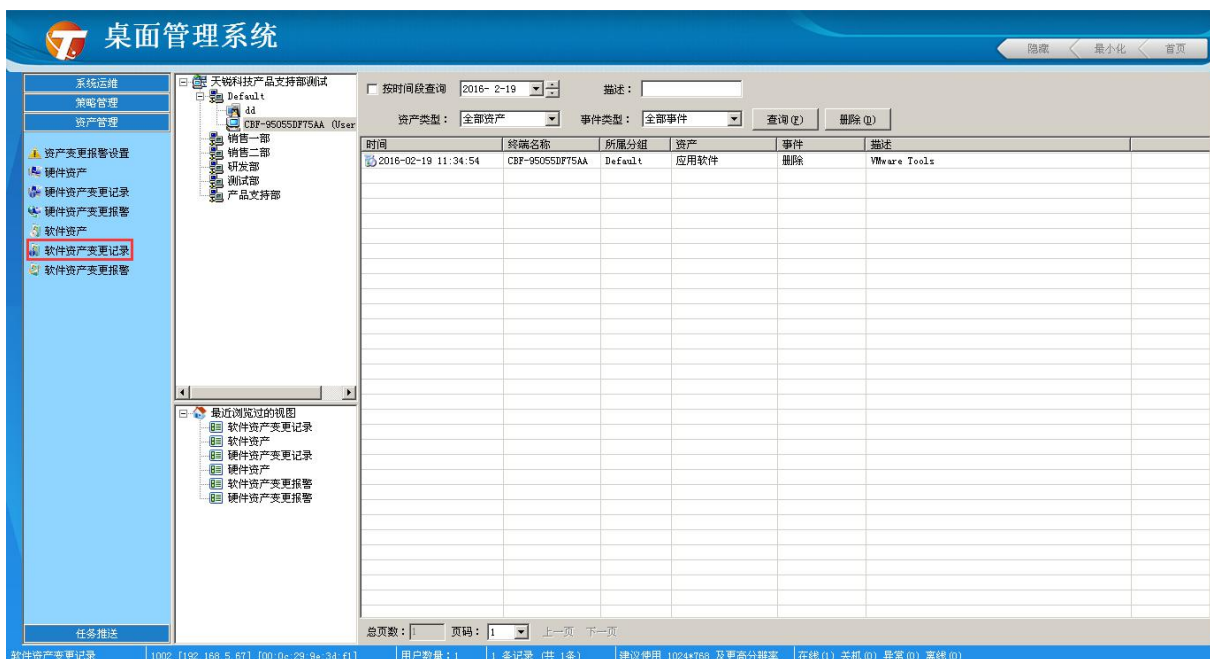 桌面管理系统
隐藏 最小化 首页
系统运维
策略管理
资产管理
资产变更报警设置
硬件资产
硬件资产变更记录
硬件资产变更报警
软件资产
软件资产变更记录
软件资产变更报警
任务推送
天锐科技产品支持部测试
Default
dd
CBF-95055DF75AA (User
销售一部
销售二部
研发部
测试部
产品支持部
最近浏览过的视图
软件资产变更记录
软件资产
硬件资产变更记录
硬件资产
软件资产变更报警
硬件资产变更报警
按时间段查询 2016- 2-19 描述：
资产类型： 全部资产 事件类型： 全部事件 查询(F) 删除(D)
时间 终端名称 所属分组 资产 事件 描述
2016-02-19 11:34:54 CBF-95055DF75AA Default 应用软件 删除 VMware Tools
总页数：1 页码：1 上一页 下一页
软件资产变更记录 1002 [192.168.5.67] [00:0c:29:9e:3d:f1] 用户数量：1 1 条记录 (共 1条) 建议使用 1024*768 及更高分辨率 在线(1) 关机(0) 异常(0) 离线(0)